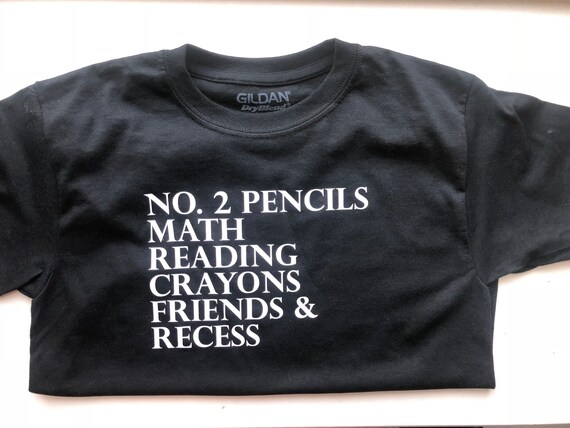 GILDAN®
DryBlend®
NO. 2 PENCILS
MATH
READING
CRAYONS
FRIENDS &
RECESS